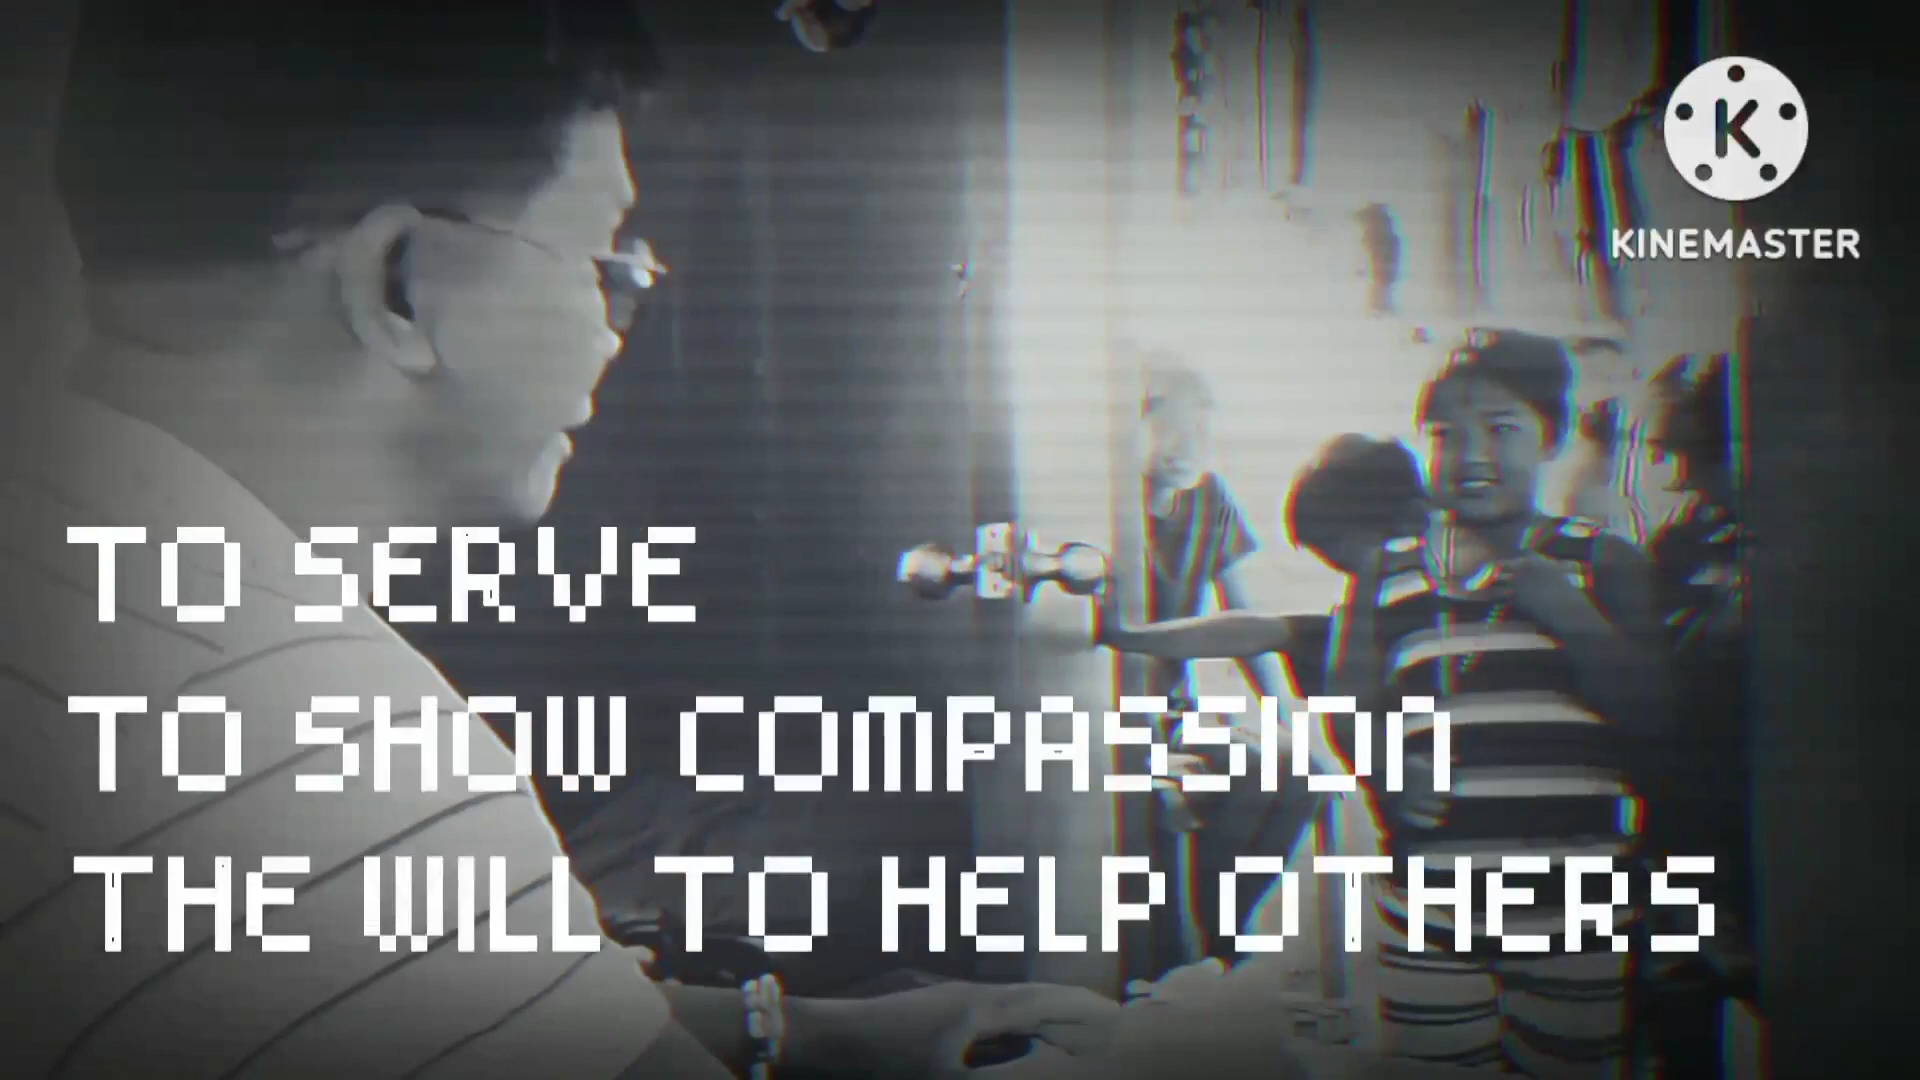 K
KINEMASTER
TO SERVE
TO SHOW COMPASSION
THE WILL TO HELP OTHERS